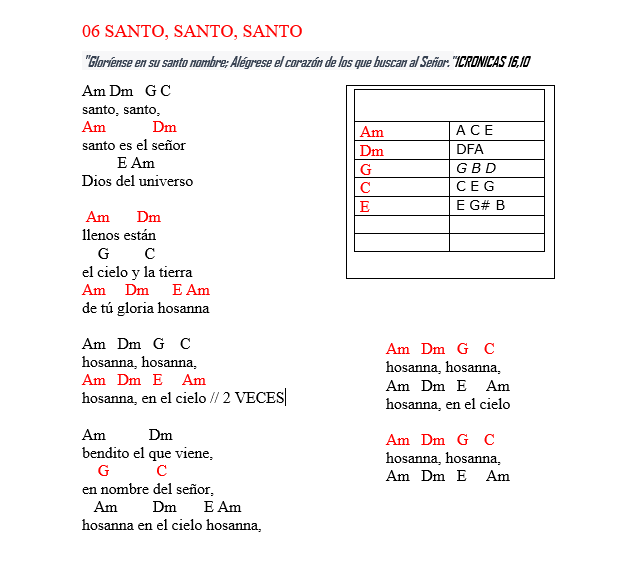 06 SANTO, SANTO, SANTO
"Gloríense en su santo nombre; Alégrese el corazón de los que buscan al Señor."1CRONICAS 16,10
Am Dm G C
santo, santo,
Am Dm
santo es el señor
E Am
Dios del universo
Am Dm
llenos están
G C
el cielo y la tierra
Am Dm E Am
de tú gloria hosanna
Am Dm G C
hosanna, hosanna,
Am Dm E Am
hosanna, en el cielo // 2 VECES
Am Dm
bendito el que viene,
G C
en nombre del señor,
Am Dm E Am
hosanna en el cielo hosanna,
Am A C E
Dm DFA
G G B D
C C E G
E E G# B
Am Dm G C
hosanna, hosanna,
Am Dm E Am
hosanna, en el cielo
Am Dm G C
hosanna, hosanna,
Am Dm E Am